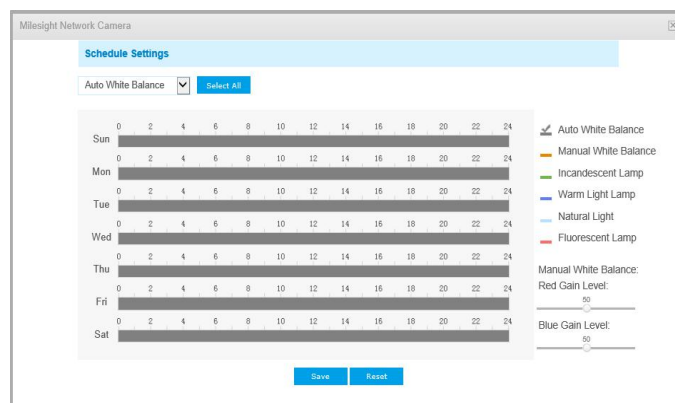 Milesight Network Camera
Schedule Settings
Auto White Balance Select All
0 2 4 6 8 10 12 14 16 18 20 22 24
Sun
0 2 4 6 8 10 12 14 16 18 20 22 24
Mon
0 2 4 6 8 10 12 14 16 18 20 22 24
Tue
0 2 4 6 8 10 12 14 16 18 20 22 24
Wed
0 2 4 6 8 10 12 14 16 18 20 22 24
Thu
0 2 4 6 8 10 12 14 16 18 20 22 24
Fri
0 2 4 6 8 10 12 14 16 18 20 22 24
Sat
Auto White Balance
Manual White Balance
Incandescent Lamp
Warm Light Lamp
Natural Light
Fluorescent Lamp
Manual White Balance:
Red Gain Level:
50
Blue Gain Level:
50
Save Reset